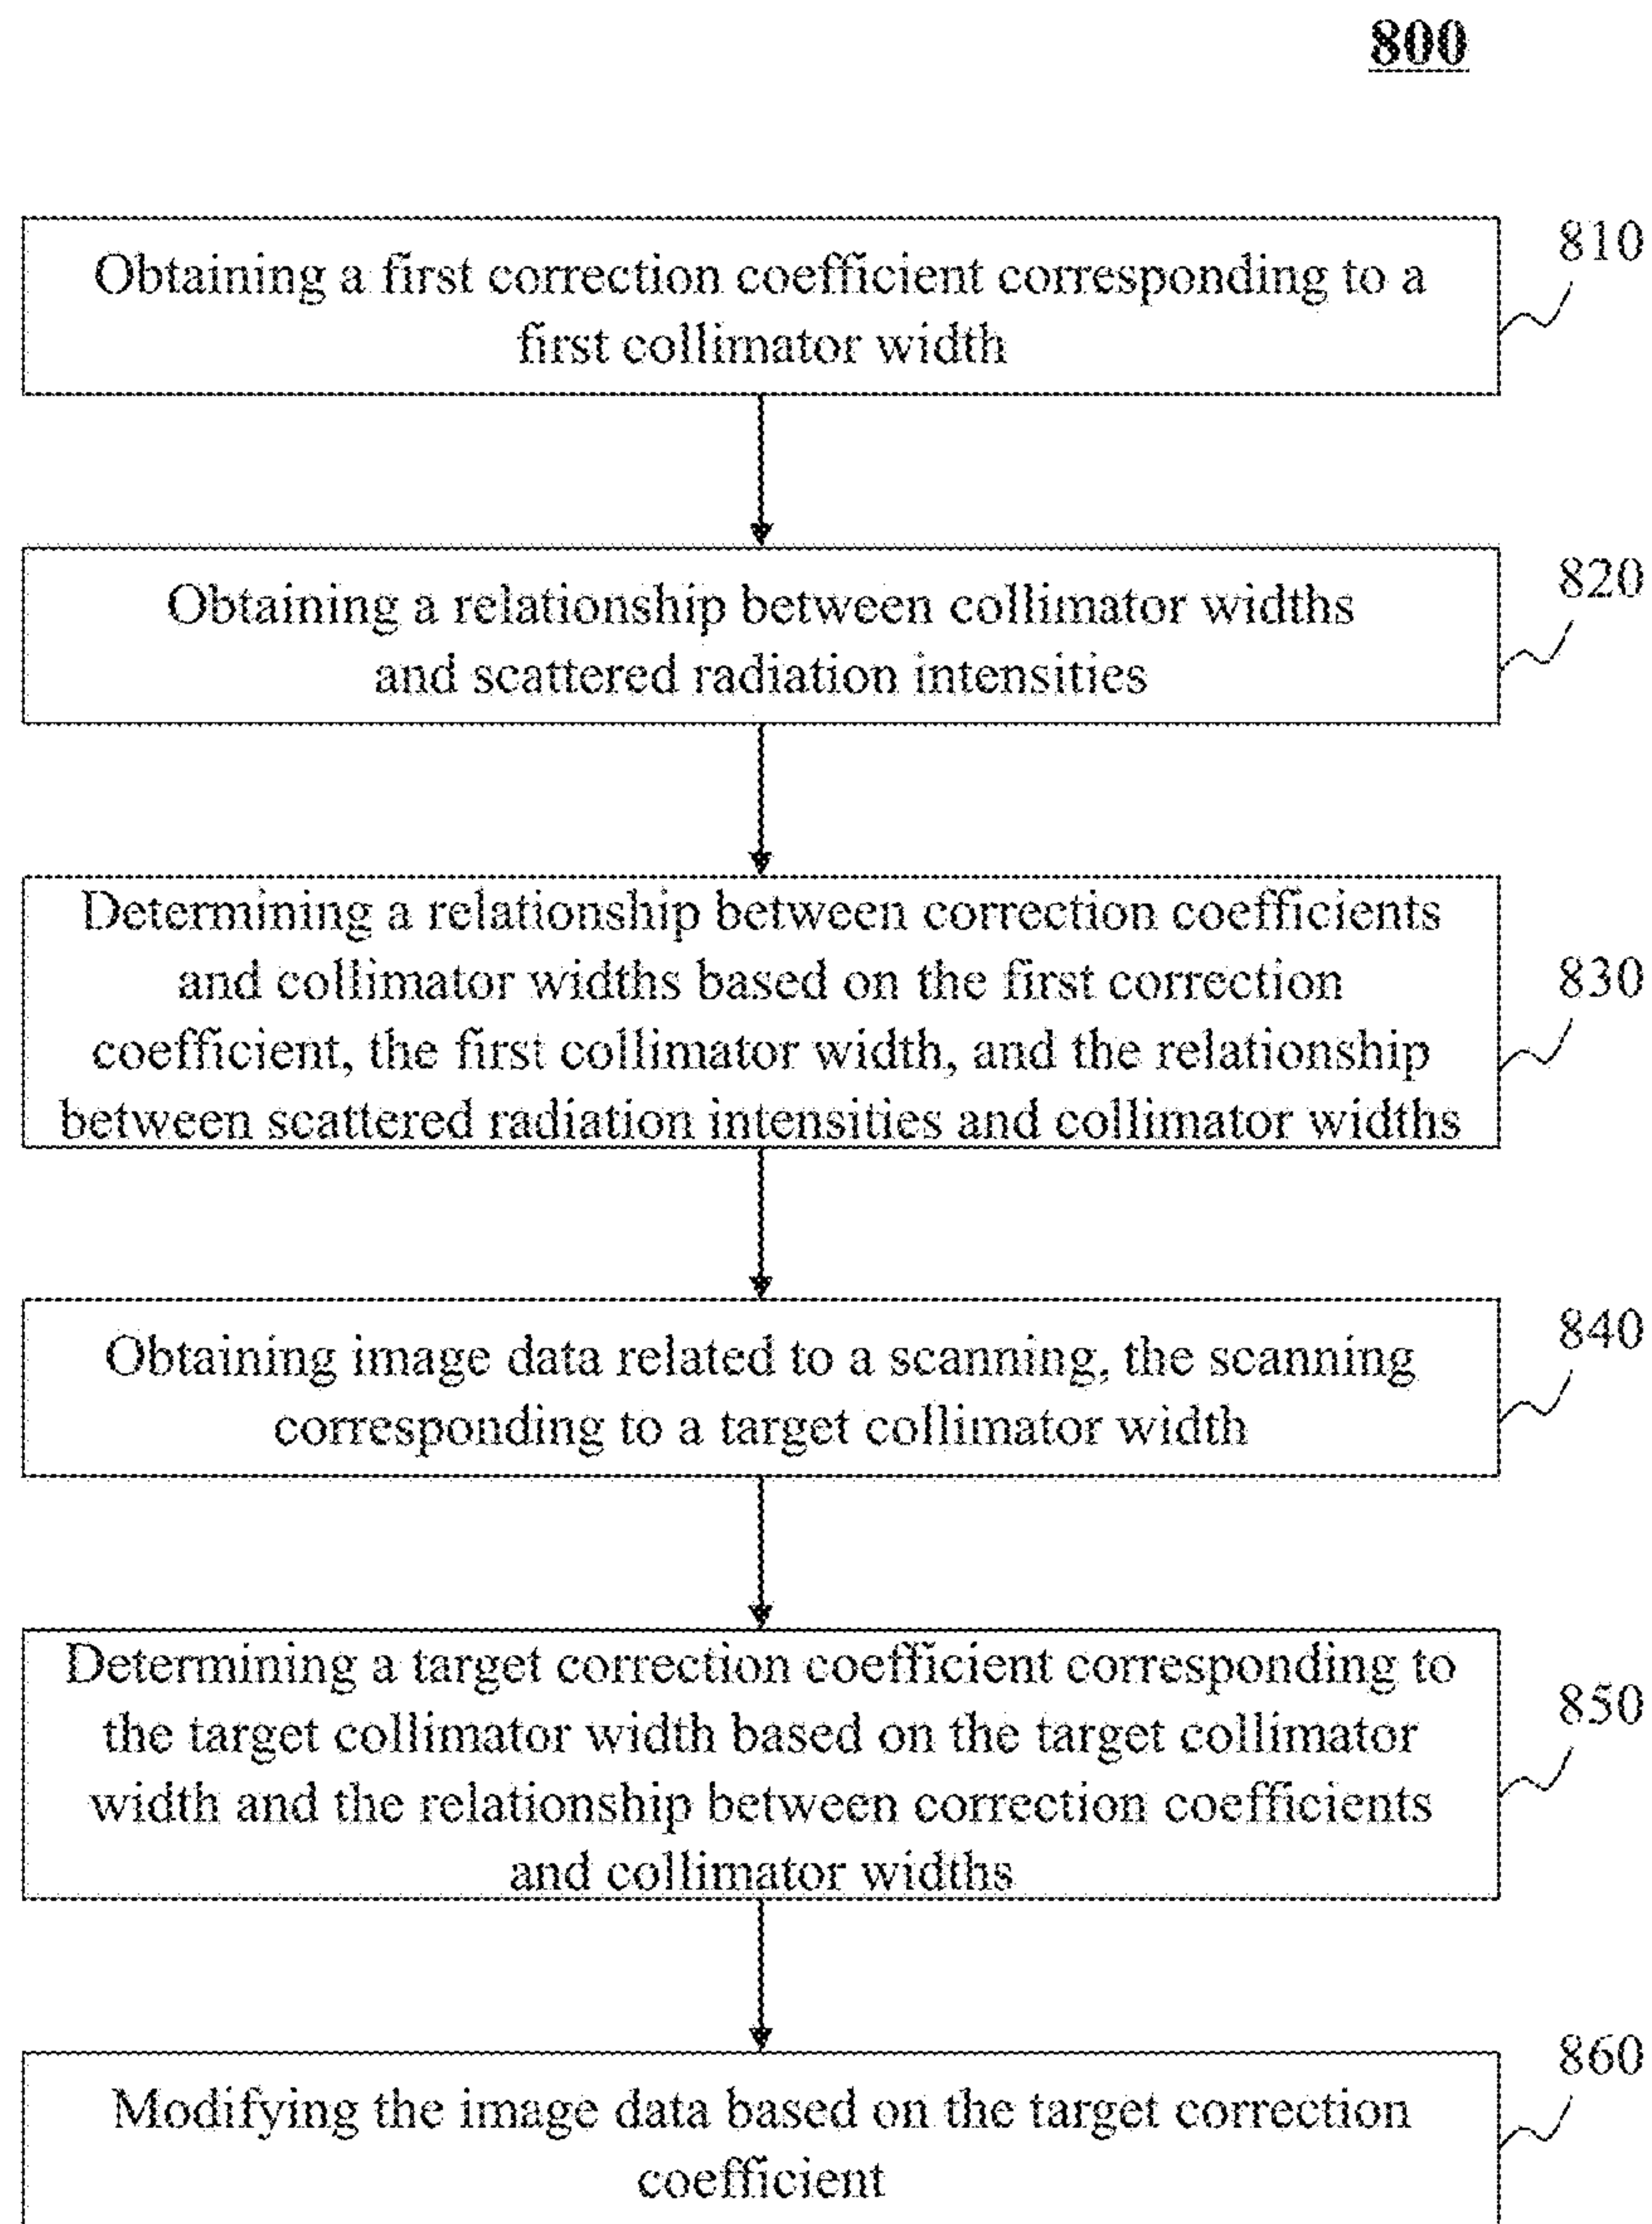 800
Obtaining a first correction coefficient corresponding to a
first collimator width
810
Obtaining a relationship between collimator widths
and scattered radiation intensities
820
Determining a relationship between correction coefficients
and collimator widths based on the first correction
coefficient, the first collimator width, and the relationship
between scattered radiation intensities and collimator widths
830
Obtaining image data related to a scanning, the scanning
corresponding to a target collimator width
840
Determining a target correction coefficient corresponding to
the target collimator width based on the target collimator
width and the relationship between correction coefficients
and collimator widths
850
Modifying the image data based on the target correction
coefficient
860